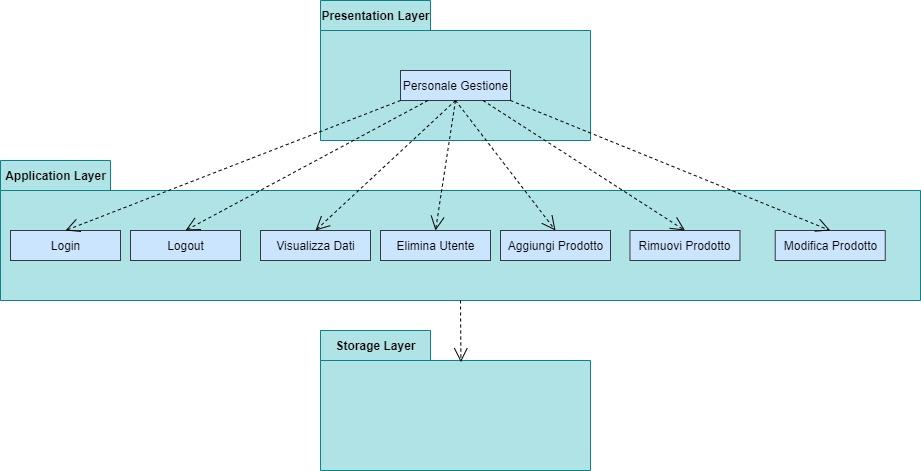 Presentation Layer
Personale Gestione
Application Layer
Login
Logout
Visualizza Dati
Elimina Utente
Aggiungi Prodotto
Rimuovi Prodotto
Modifica Prodotto
Storage Layer